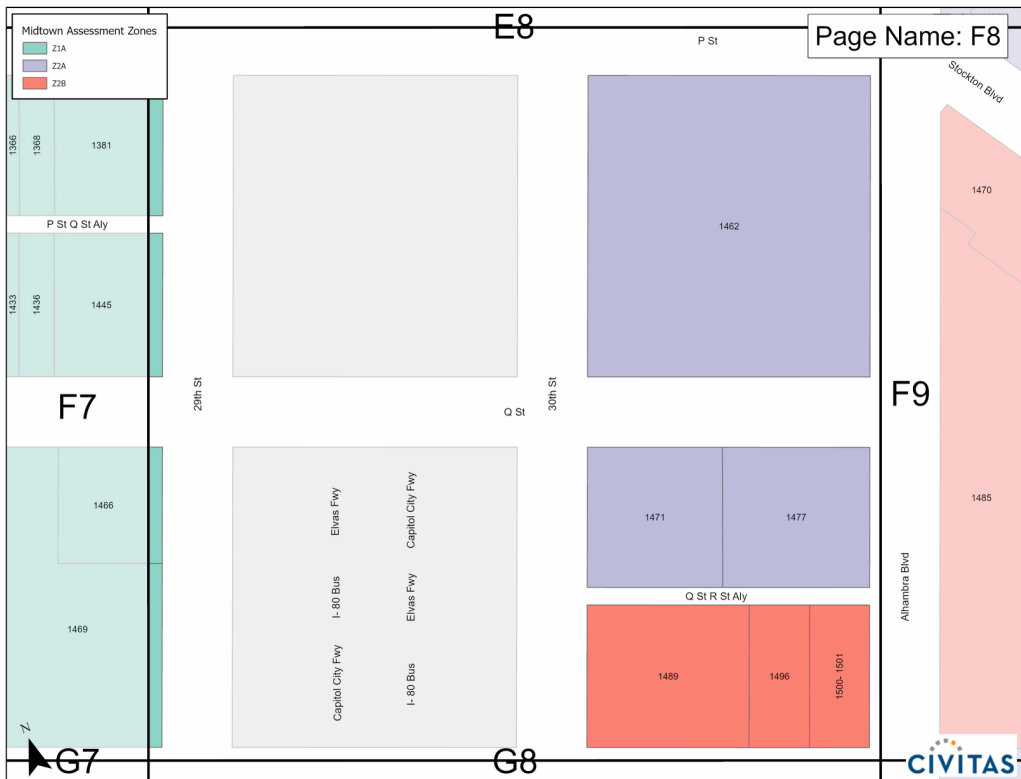 E8
Midtown Assessment Zones
Z1A
Z2A
Z2B
P St
Page Name: F8
Stockton Blvd
1366
1368
1381
P St Q St Aly
1462
1470
1433
1436
1445
29th St
30th St
F7
Q St
F9
1466
Elvas Fwy
Capitol City Fwy
1471
1477
1485
I- 80 Bus
Elvas Fwy
Q St R St Aly
Alhambra Blvd
1469
Capitol City Fwy
I- 80 Bus
1489
1496
1500- 1501
N
G7
G8
CIVITAS